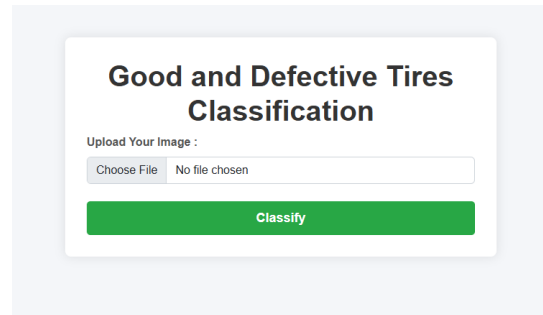 Good and Defective Tires
Classification
Upload Your Image :
Choose File No file chosen
Classify